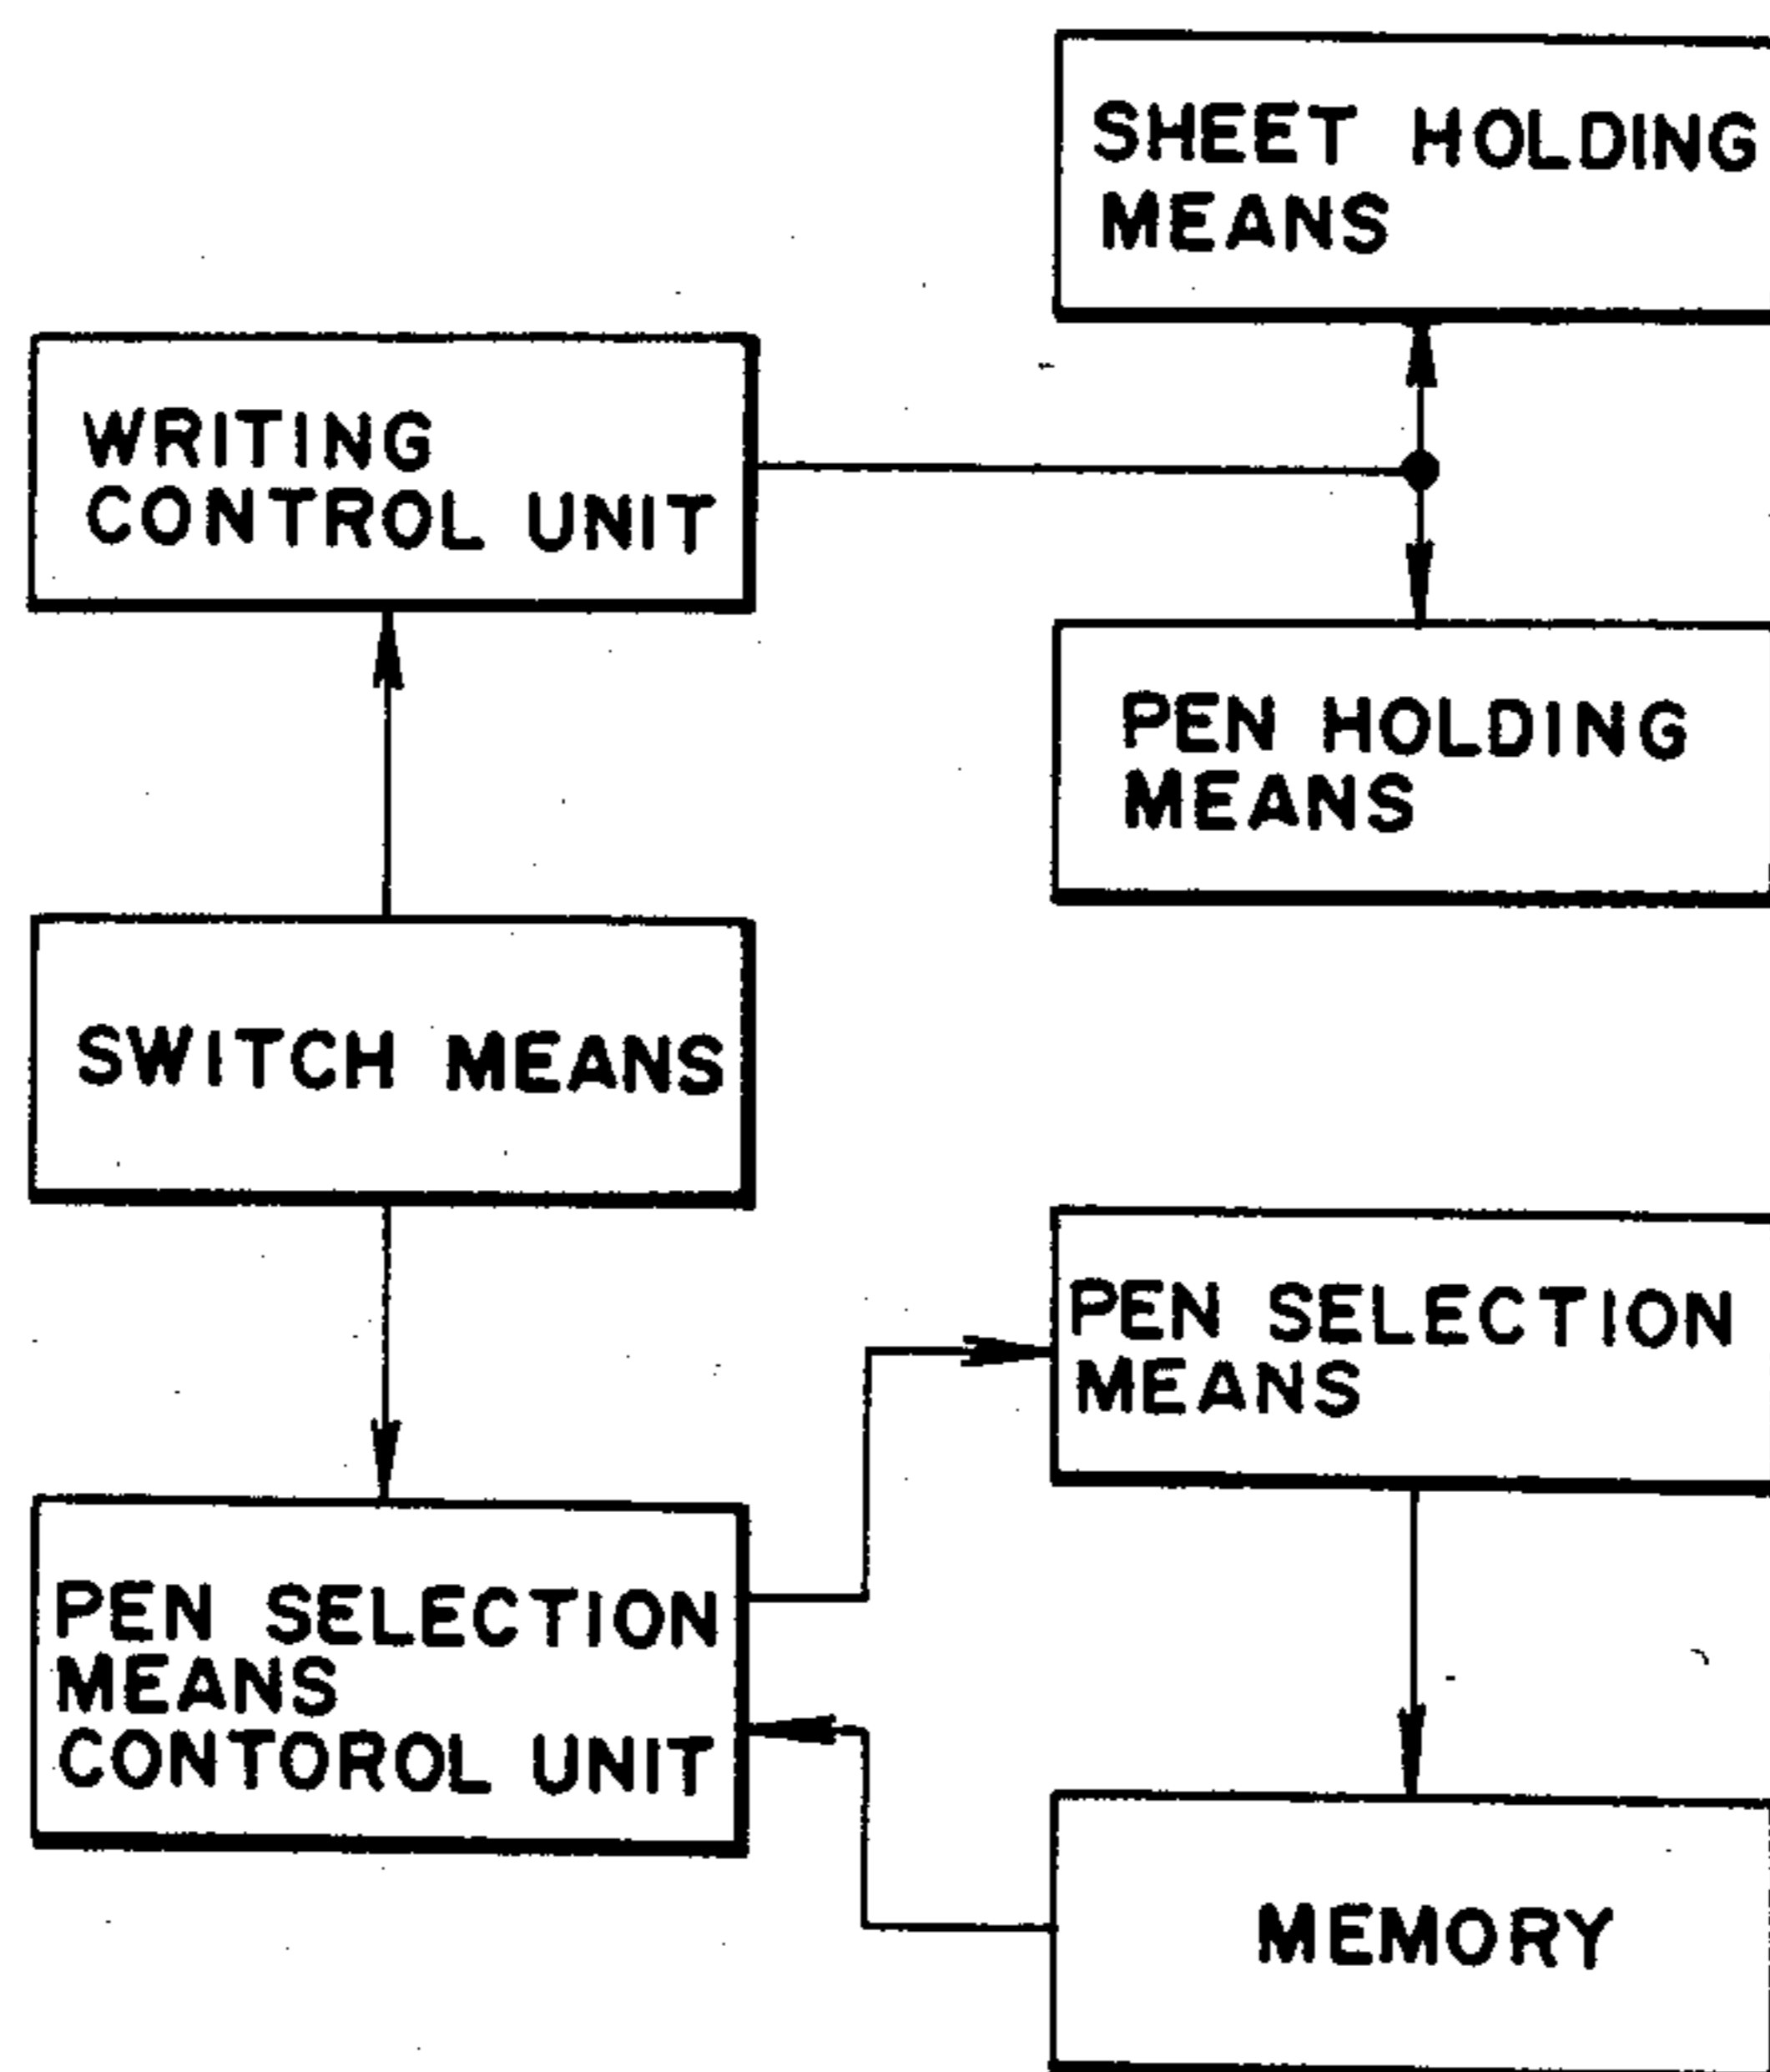 SHEET HOLDING
MEANS
WRITING
CONTROL UNIT
PEN HOLDING
MEANS
SWITCH MEANS
PEN SELECTION
MEANS
PEN SELECTION
MEANS
CONTOROL UNIT
MEMORY